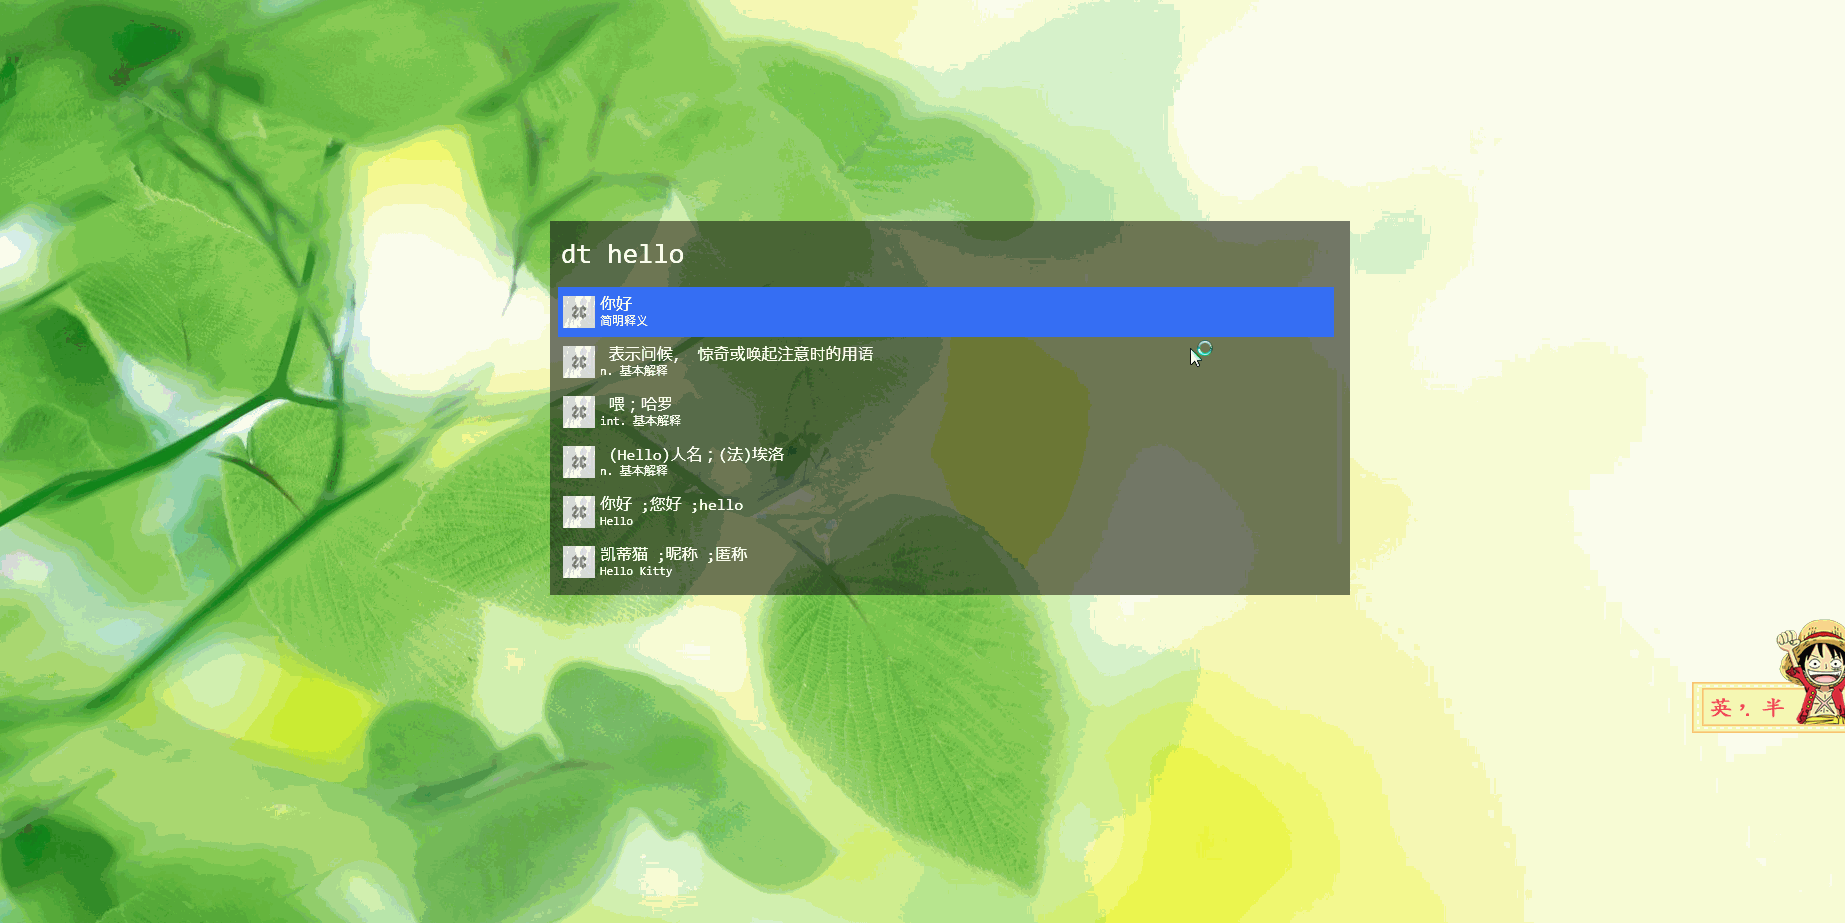 dt hello
你好
简明释义
表示问候, 惊奇或唤起注意时的用语
n. 基本解释
喂；哈罗
int. 基本解释
(Hello)人名；(法)埃洛
n. 基本解释
你好 ;您好 ;hello
Hello
凯蒂猫 ;昵称 ;匿称
Hello Kitty
英 ，. 半